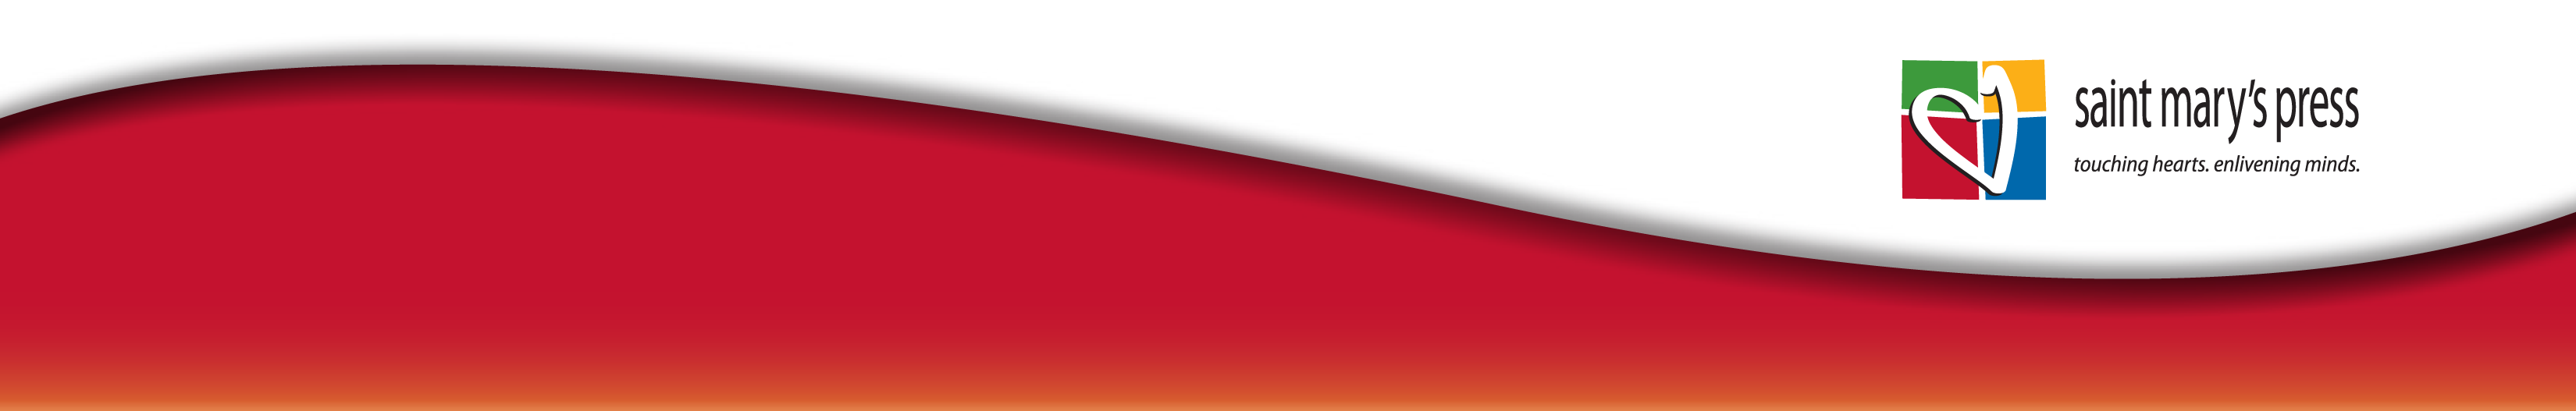 saint mary's press
touching hearts. enlivening minds.